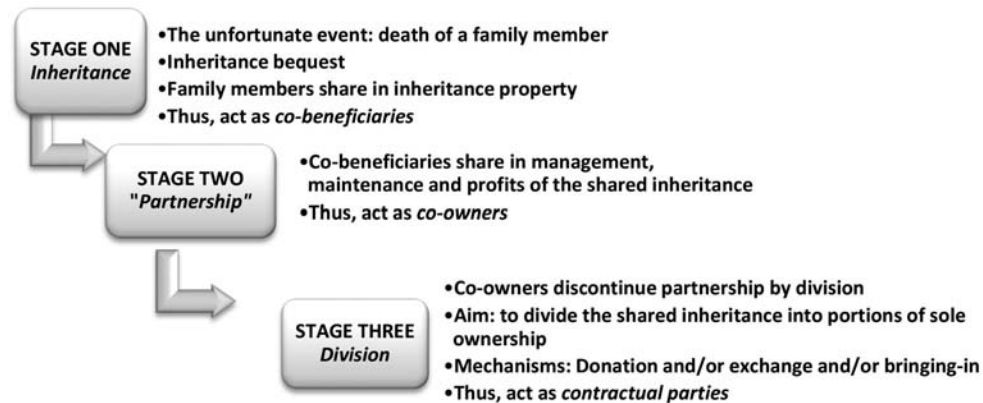 STAGE ONE
Inheritance
•The unfortunate event: death of a family member
•Inheritance bequest
•Family members share in inheritance property
•Thus, act as co-beneficiaries
STAGE TWO
"Partnership"
•Co-beneficiaries share in management,
maintenance and profits of the shared inheritance
•Thus, act as co-owners
STAGE THREE
Division
•Co-owners discontinue partnership by division
•Aim: to divide the shared inheritance into portions of sole
ownership
•Mechanisms: Donation and/or exchange and/or bringing-in
•Thus, act as contractual parties